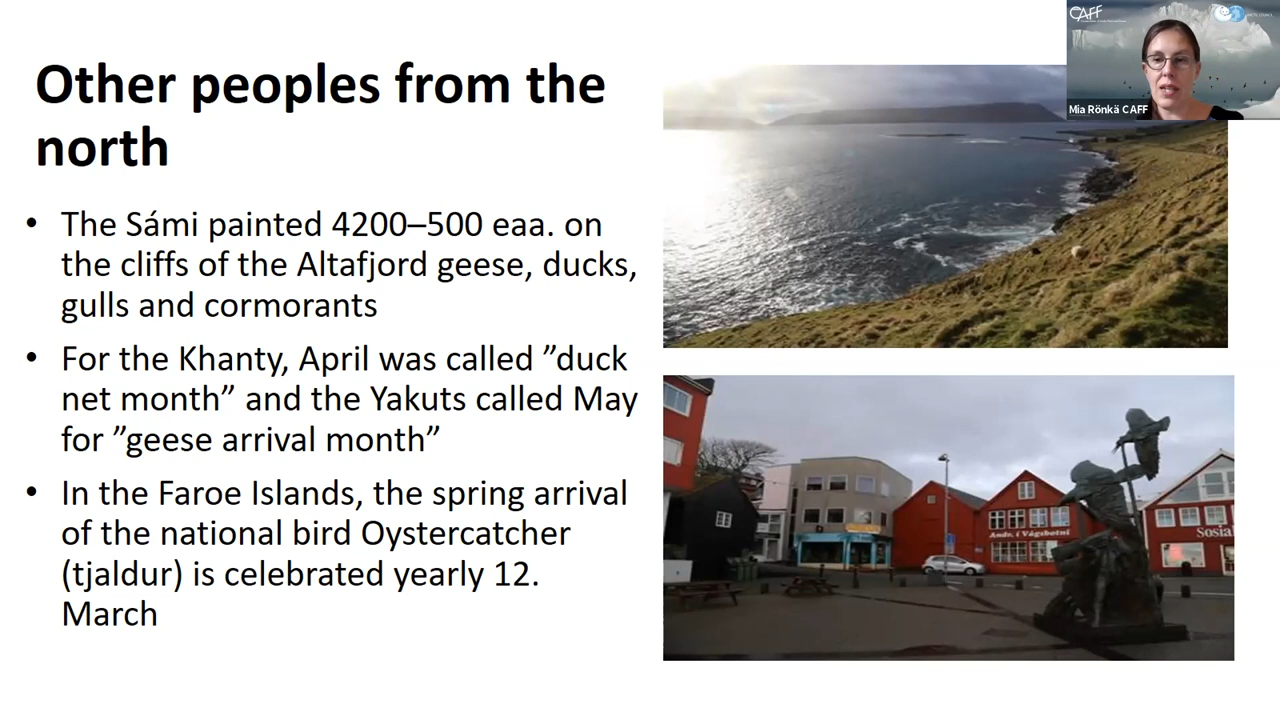 CAFF
Mia Rönkä CAFF
Other peoples from the
north
• The Sámi painted 4200–500 eaa. on
the cliffs of the Altafjord geese, ducks,
gulls and cormorants
• For the Khanty, April was called ”duck
net month” and the Yakuts called May
for ”geese arrival month”
• In the Faroe Islands, the spring arrival
of the national bird Oystercatcher
(tjaldur) is celebrated yearly 12.
March
Andr. í Vágsbotni
Sosial